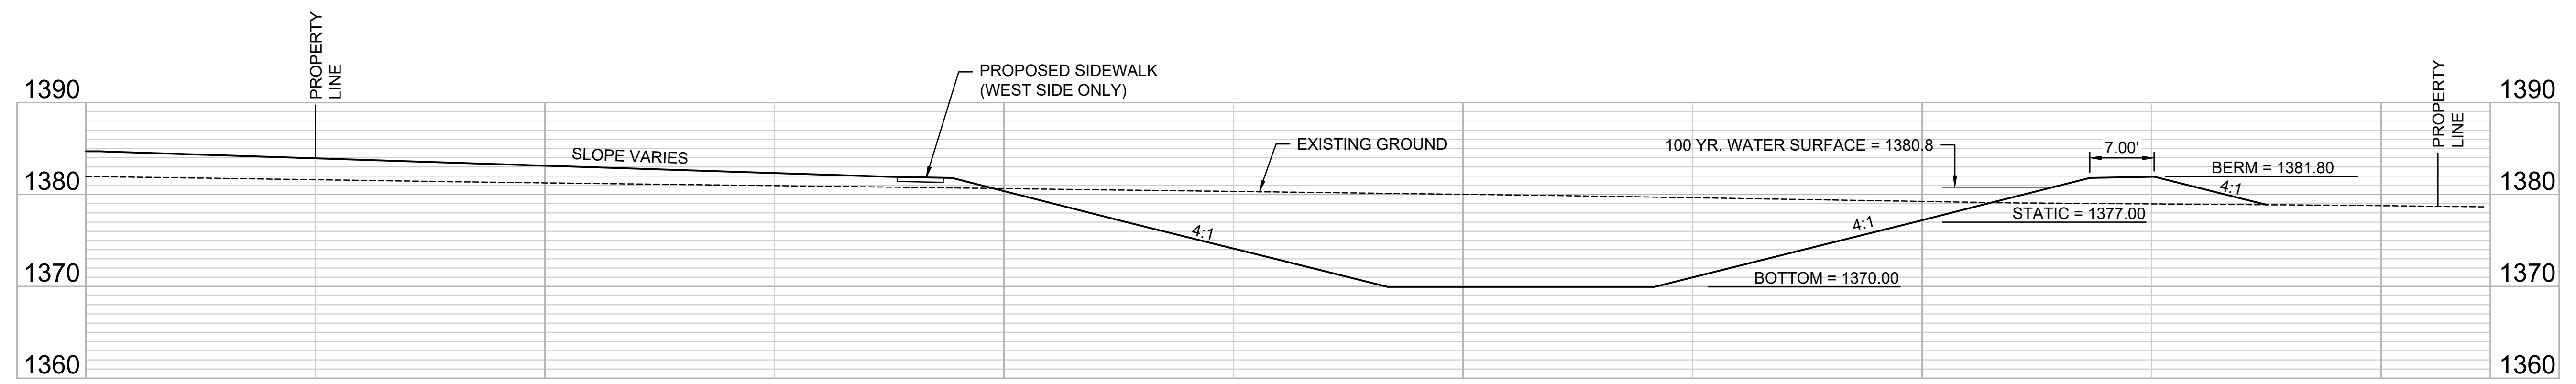 PROPERTY
LINE
PROPOSED SIDEWALK
(WEST SIDE ONLY)
PROPERTY
LINE
1390
1390
SLOPE VARIES
EXISTING GROUND
100 YR. WATER SURFACE = 1380.8
7.00'
BERM = 1381.80
1380
1380
4:1
STATIC = 1377.00
4:1
4:1
1370
BOTTOM = 1370.00
1370
1360
1360